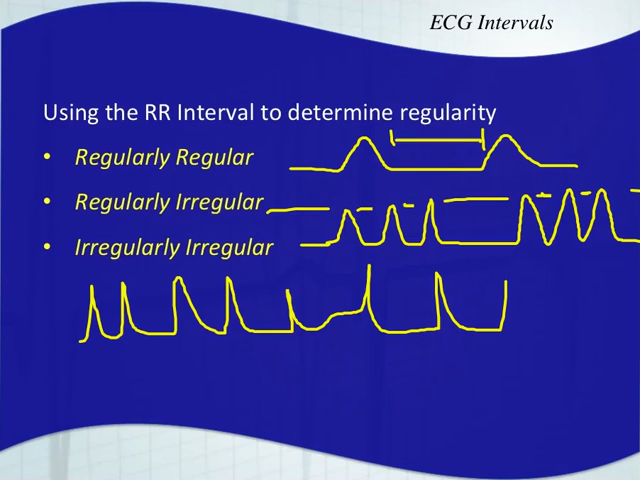 ECG Intervals
Using the RR Interval to determine regularity
• Regularly Regular
• Regularly Irregular
• Irregularly Irregular